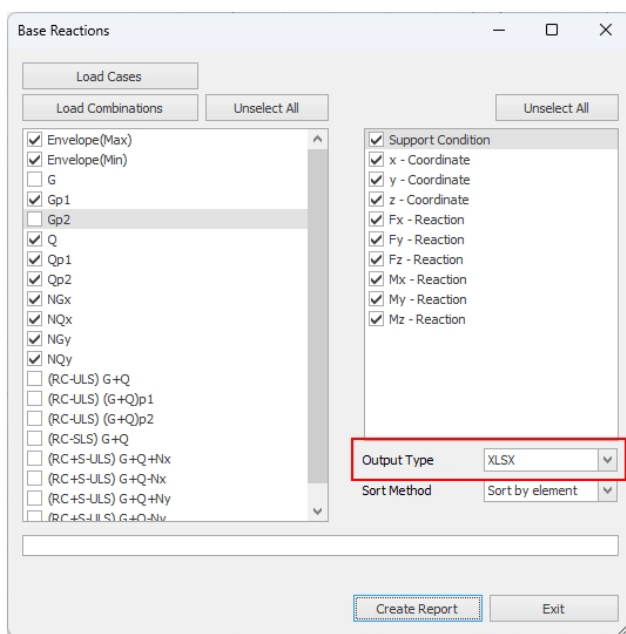 Base Reactions
Load Cases
Load Combinations
Unselect All
Unselect All
Envelope(Max)
Envelope(Min)
G
Gp1
Gp2
Q
Qp1
Qp2
NGx
NQx
NGy
NQy
(RC-ULS) G+Q
(RC-ULS) (G+Q)p1
(RC-ULS) (G+Q)p2
(RC-SLS) G+Q
(RC+S-ULS) G+Q+Nx
(RC+S-ULS) G+Q-Nx
(RC+S-ULS) G+Q+Ny
(RC+S-ULS) G+Q-Ny
Support Condition
x - Coordinate
y - Coordinate
z - Coordinate
Fx - Reaction
Fy - Reaction
Fz - Reaction
Mx - Reaction
My - Reaction
Mz - Reaction
Output Type XLSX
Sort Method Sort by element
Create Report
Exit